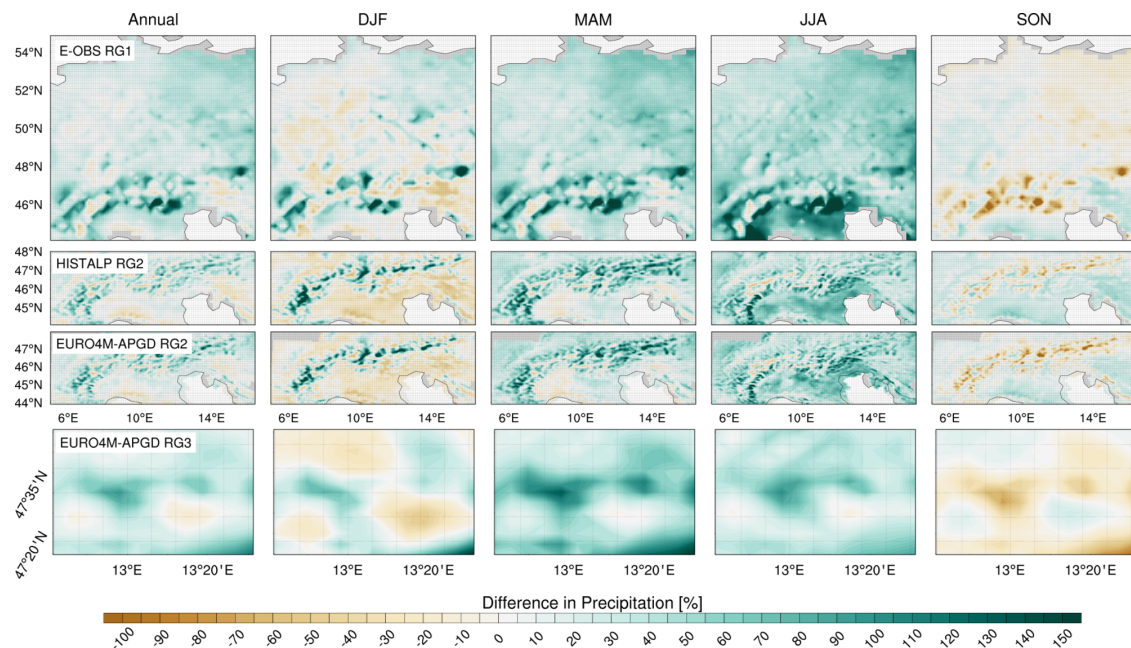 Annual DJF MAM JJA SON
54°N E-OBS RG1
52°N
50°N
48°N
46°N
48°N HISTALP RG2
47°N
46°N
45°N
47°N EURO4M-APGD RG2
46°N
45°N
44°N
6°E 10°E 14°E 6°E 10°E 14°E 6°E 10°E 14°E 6°E 10°E 14°E 6°E 10°E 14°E
EURO4M-APGD RG3
47°35'N
47°20'N
13°E 13°20'E 13°E 13°20'E 13°E 13°20'E 13°E 13°20'E 13°E 13°20'E
Difference in Precipitation [%]
-100 -90 -80 -70 -60 -50 -40 -30 -20 -10 0 10 20 30 40 50 60 70 80 90 100 110 120 130 140 150